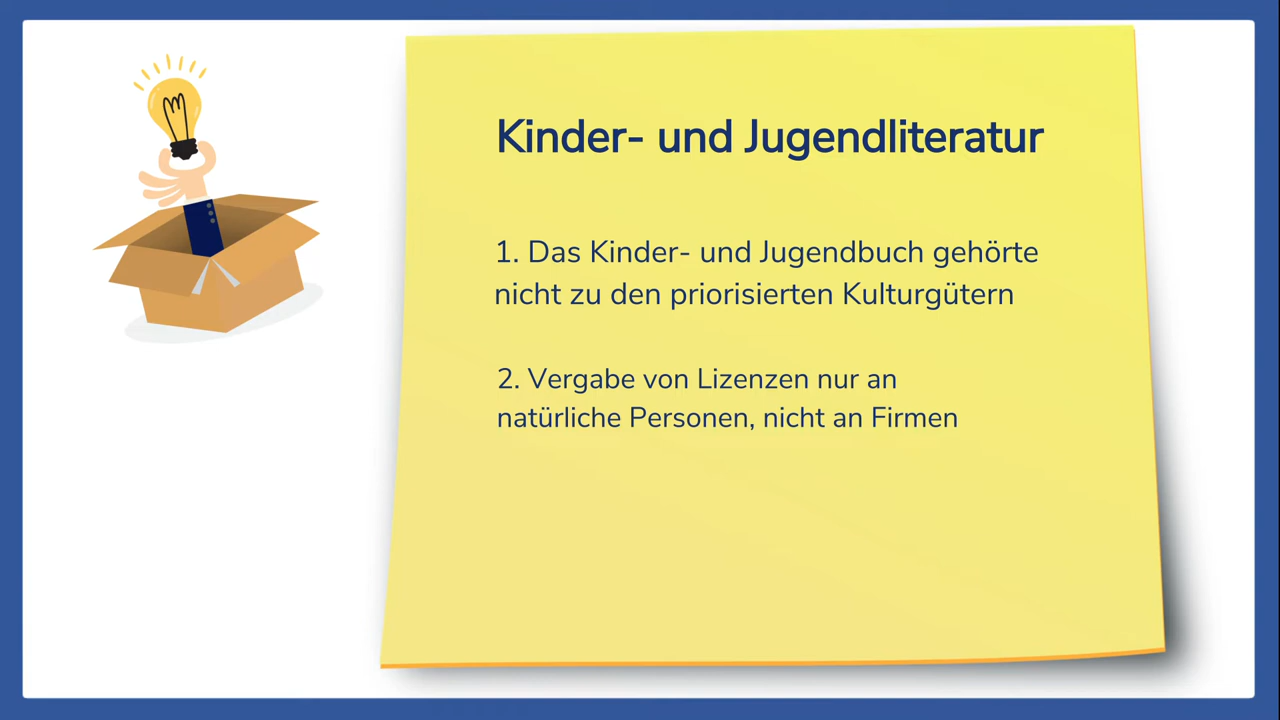 Kinder- und Jugendliteratur
1. Das Kinder- und Jugendbuch gehörte
nicht zu den priorisierten Kulturgütern
2. Vergabe von Lizenzen nur an
natürliche Personen, nicht an Firmen